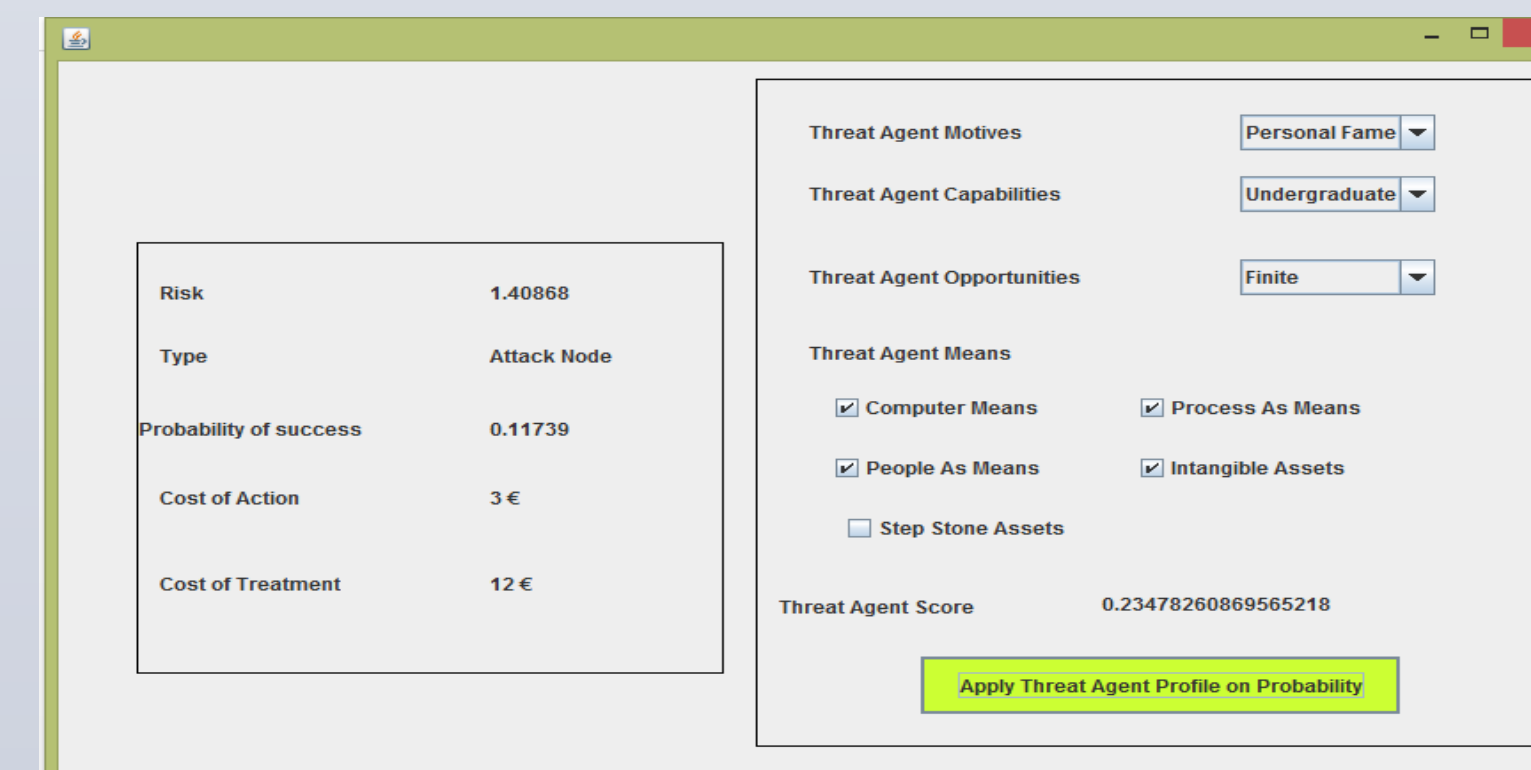 Risk 1.40868
Type Attack Node
Probability of success 0.11739
Cost of Action 3 €
Cost of Treatment 12 €
Threat Agent Motives Personal Fame
Threat Agent Capabilities Undergraduate
Threat Agent Opportunities Finite
Threat Agent Means
Computer Means Process As Means
People As Means Intangible Assets
Step Stone Assets
Threat Agent Score 0.23478260869565218
Apply Threat Agent Profile on Probability